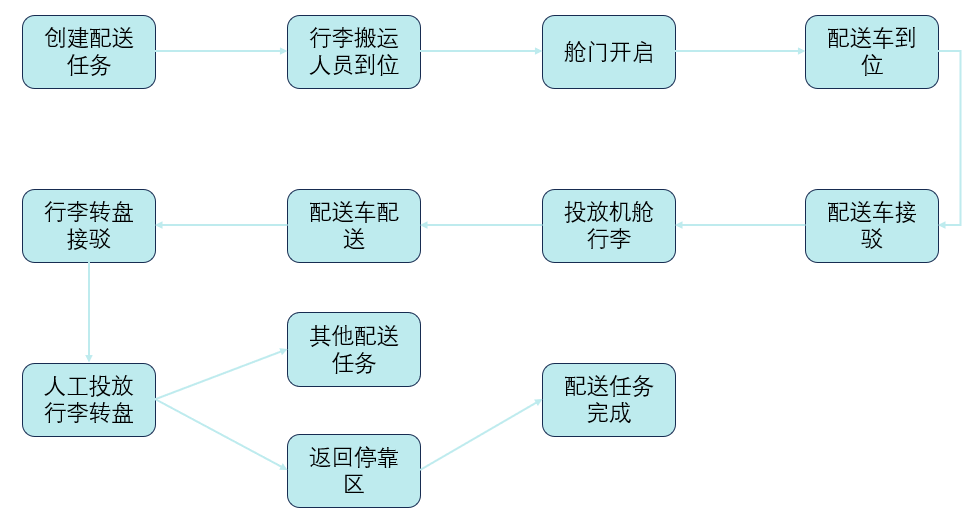 创建配送
任务
行李搬运
人员到位
舱门开启
配送车到
位
配送车接
驳
投放机舱
行李
配送车配
送
行李转盘
接驳
人工投放
行李转盘
其他配送
任务
返回停靠
区
配送任务
完成